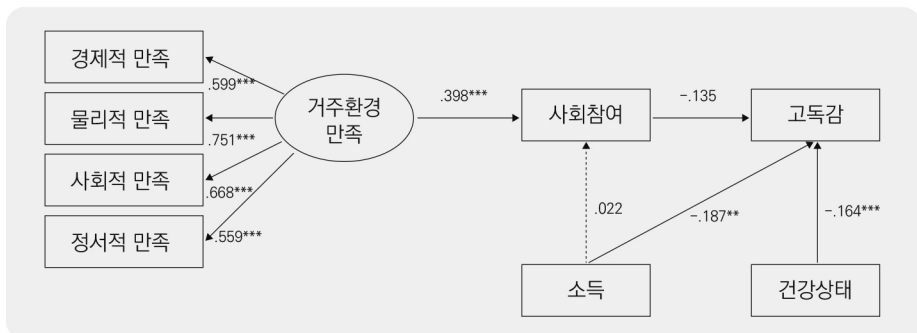 경제적 만족
.599***
물리적 만족
.751***
사회적 만족
.668***
정서적 만족
.559***
거주환경
만족
.398***
사회참여
-.135
고독감
.022
-.187**
-.164***
소득
건강상태